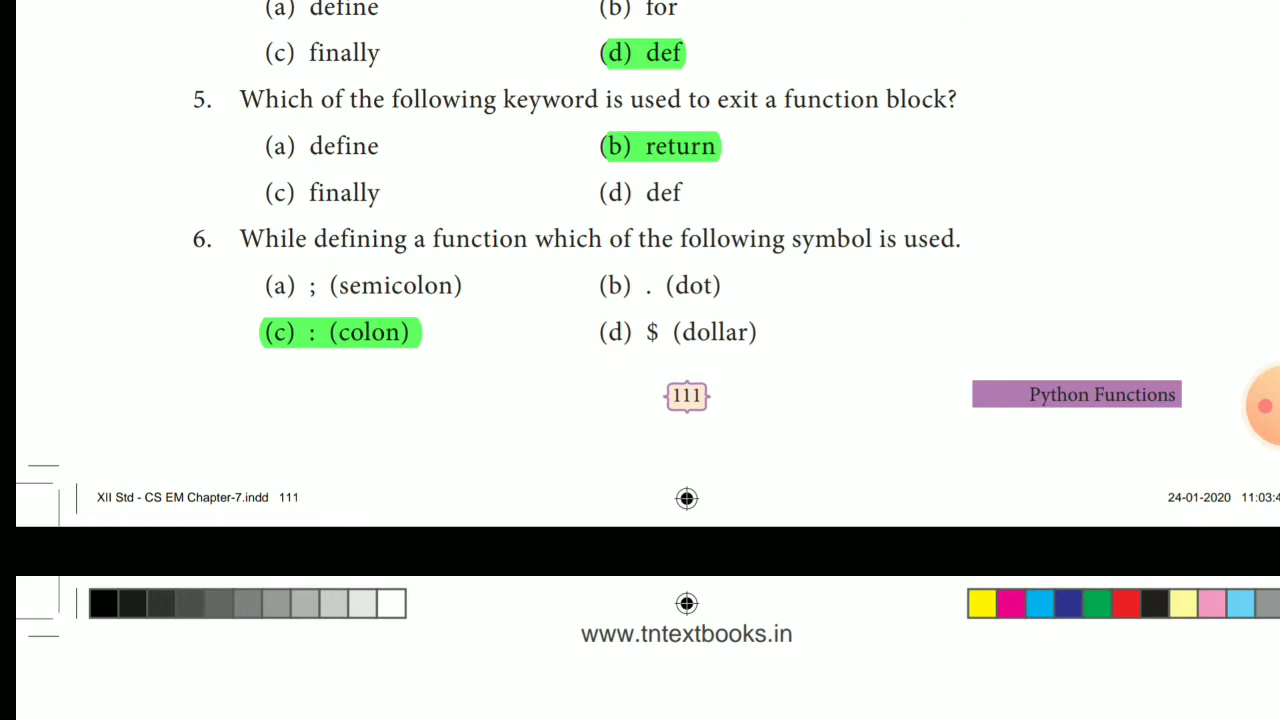 (a) define (b) for
(c) finally (d) def
5. Which of the following keyword is used to exit a function block?
(a) define (b) return
(c) finally (d) def
6. While defining a function which of the following symbol is used.
(a) ; (semicolon) (b) . (dot)
(c) : (colon) (d) $ (dollar)
111 Python Functions
XII Std - CS EM Chapter-7.indd 111 24-01-2020 11:03:4
www.tntextbooks.in